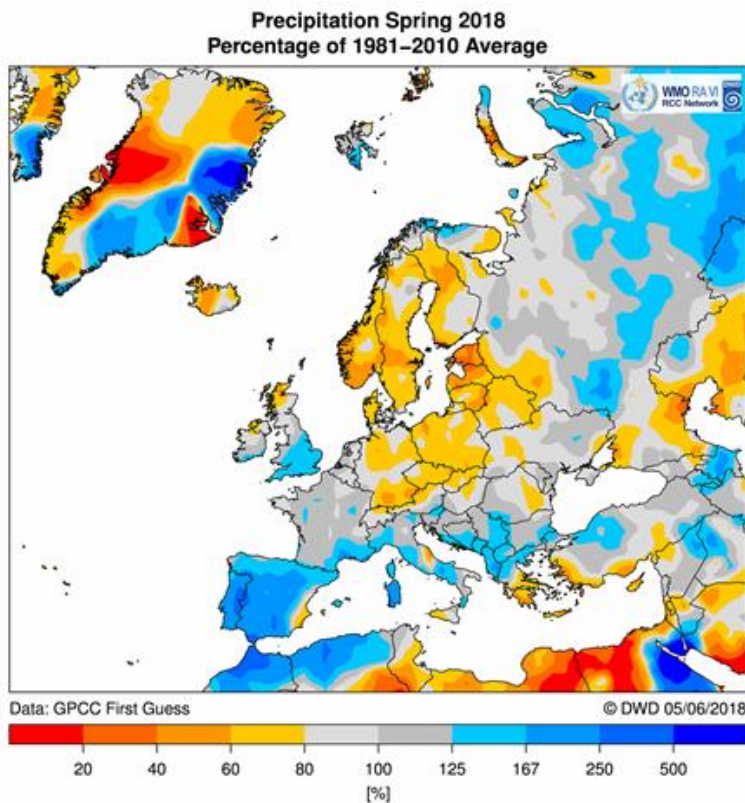 Precipitation Spring 2018
Percentage of 1981−2010 Average
WMO RA VI
RCC Network
Data: GPCC First Guess
© DWD 05/06/2018
20 40 60 80 100 125 167 250 500
[%]